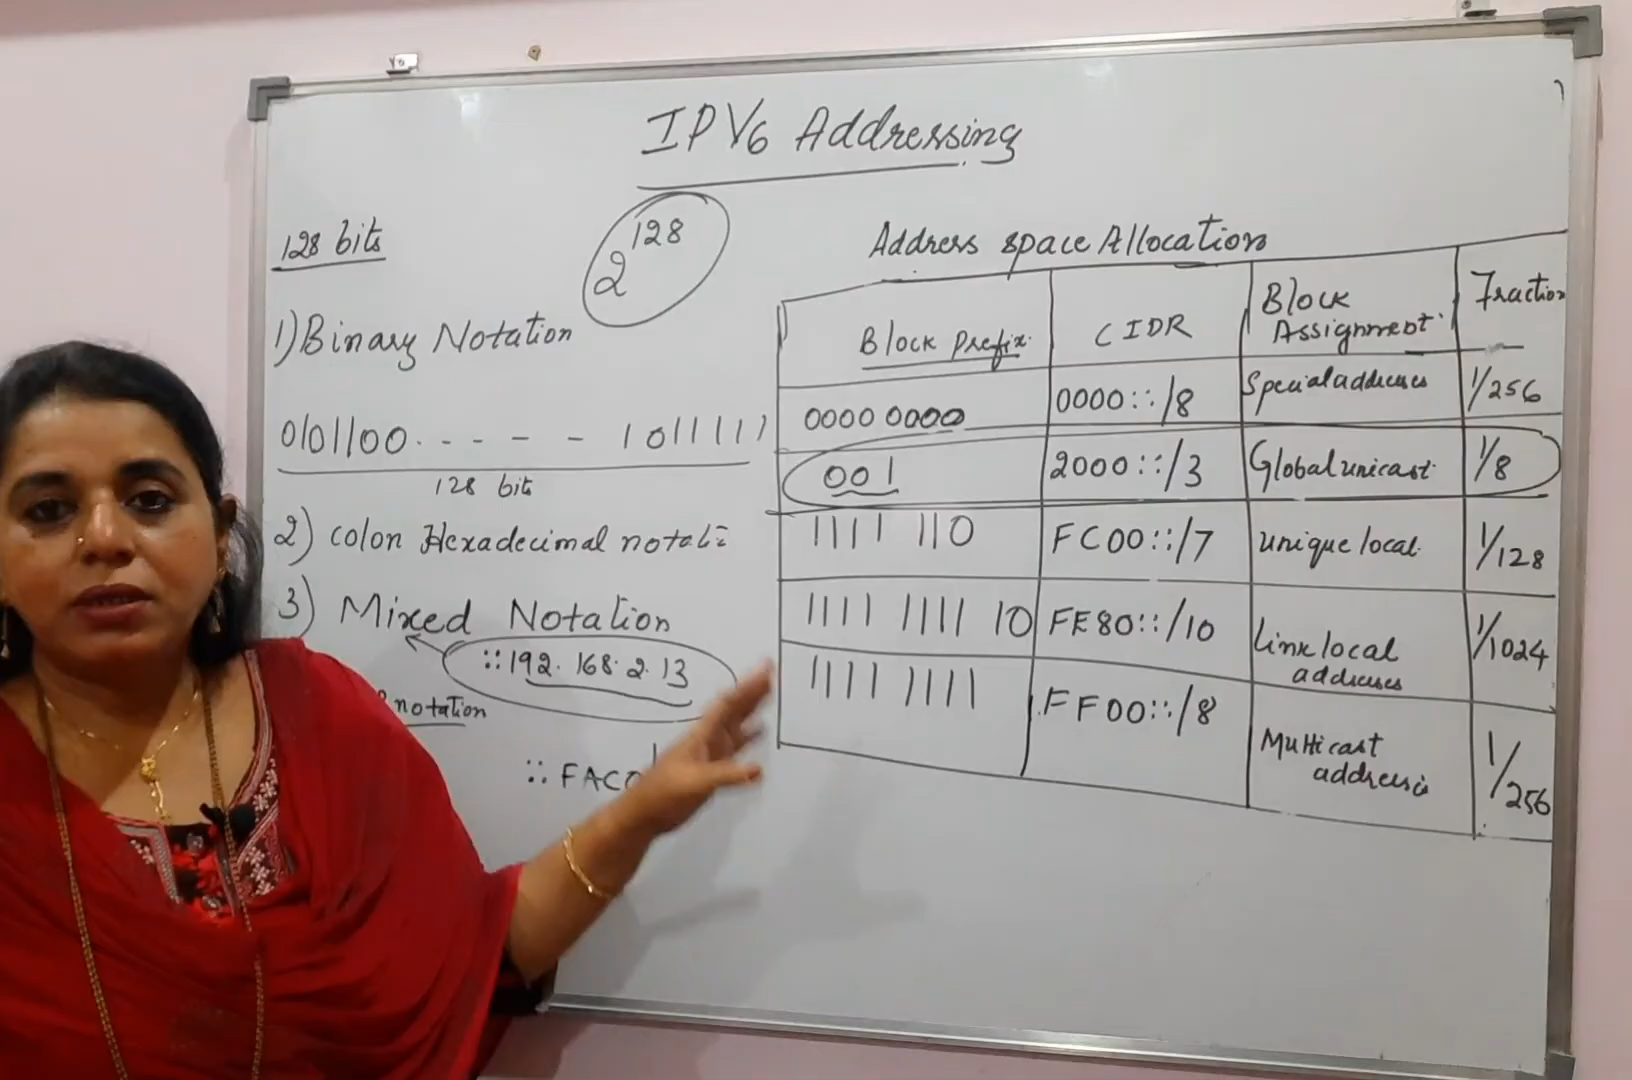 IPV6 Addressing
128 bits
2^128
1) Binary Notation
0101100 - - - - - 1011111
128 bits
2) Colon Hexadecimal notati
3) Mixed Notation
::192.168.2.13
notation
::FAC0
Address space Allocation
Block prefix CIDR Block Assignment Fraction
0000 0000 0000::/8 Special addresses 1/256
001 2000::/3 Global unicast 1/8
1111 110 FC00::/7 unique local 1/128
1111 1111 10 FE80::/10 Link local addresses 1/1024
1111 1111 FF00::/8 Multicast addresses 1/256